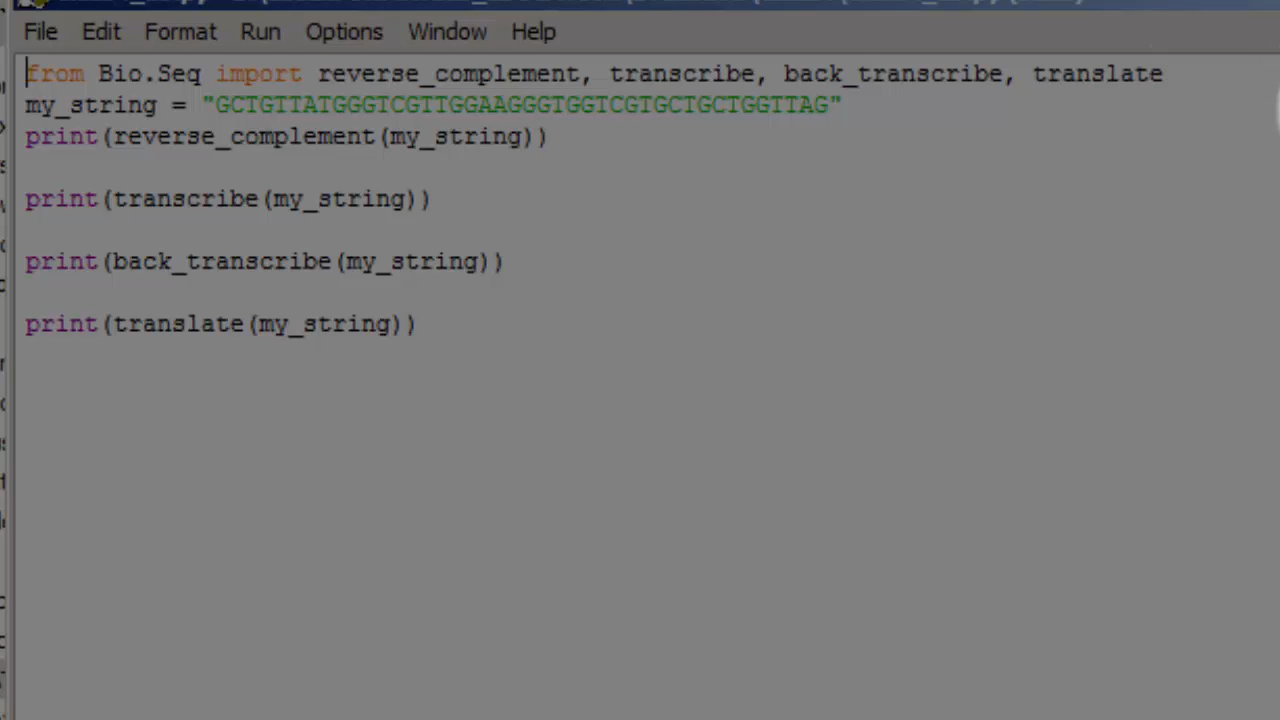 File Edit Format Run Options Window Help
from Bio.Seq import reverse_complement, transcribe, back_transcribe, translate
my_string = "GCTGTTATGGGTCGTTGGAAGGGTGGTCGTGCTGCTGGTTAG"
print(reverse_complement(my_string))
print(transcribe(my_string))
print(back_transcribe(my_string))
print(translate(my_string))